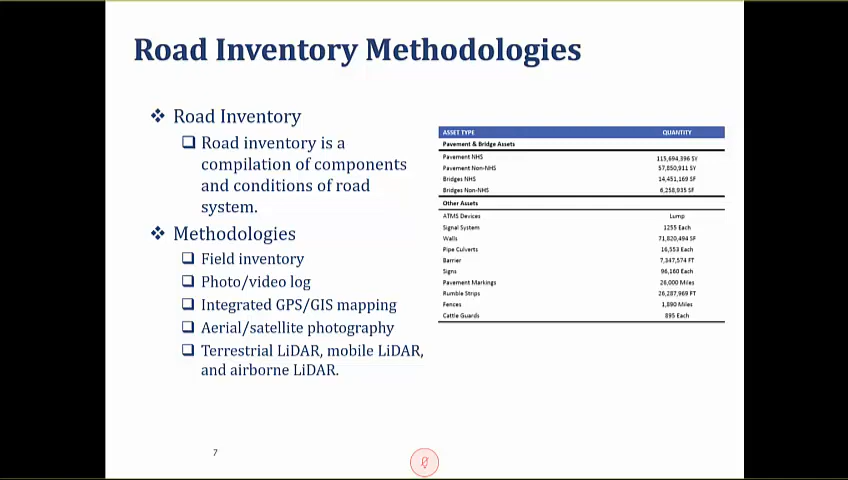 Road Inventory Methodologies
Road Inventory
Road inventory is a
compilation of components
and conditions of road
system.
Methodologies
Field inventory
Photo/video log
Integrated GPS/GIS mapping
Aerial/satellite photography
Terrestrial LiDAR, mobile LiDAR,
and airborne LiDAR.
ASSET TYPE QUANTITY
Pavement & Bridge Assets
Pavement NHS 115,694,396 SY
Pavement Non-NHS 57,850,911 SY
Bridges NHS 14,451,169 SF
Bridges Non-NHS 6,258,935 SF
Other Assets
ATMS Devices Lump
Signal System 1255 Each
Walls 71,820,494 SF
Pipe Culverts 16,553 Each
Barrier 7,347,574 FT
Signs 96,160 Each
Pavement Markings 26,000 Miles
Rumble Strips 26,287,969 FT
Fences 1,890 Miles
Cattle Guards 895 Each
7